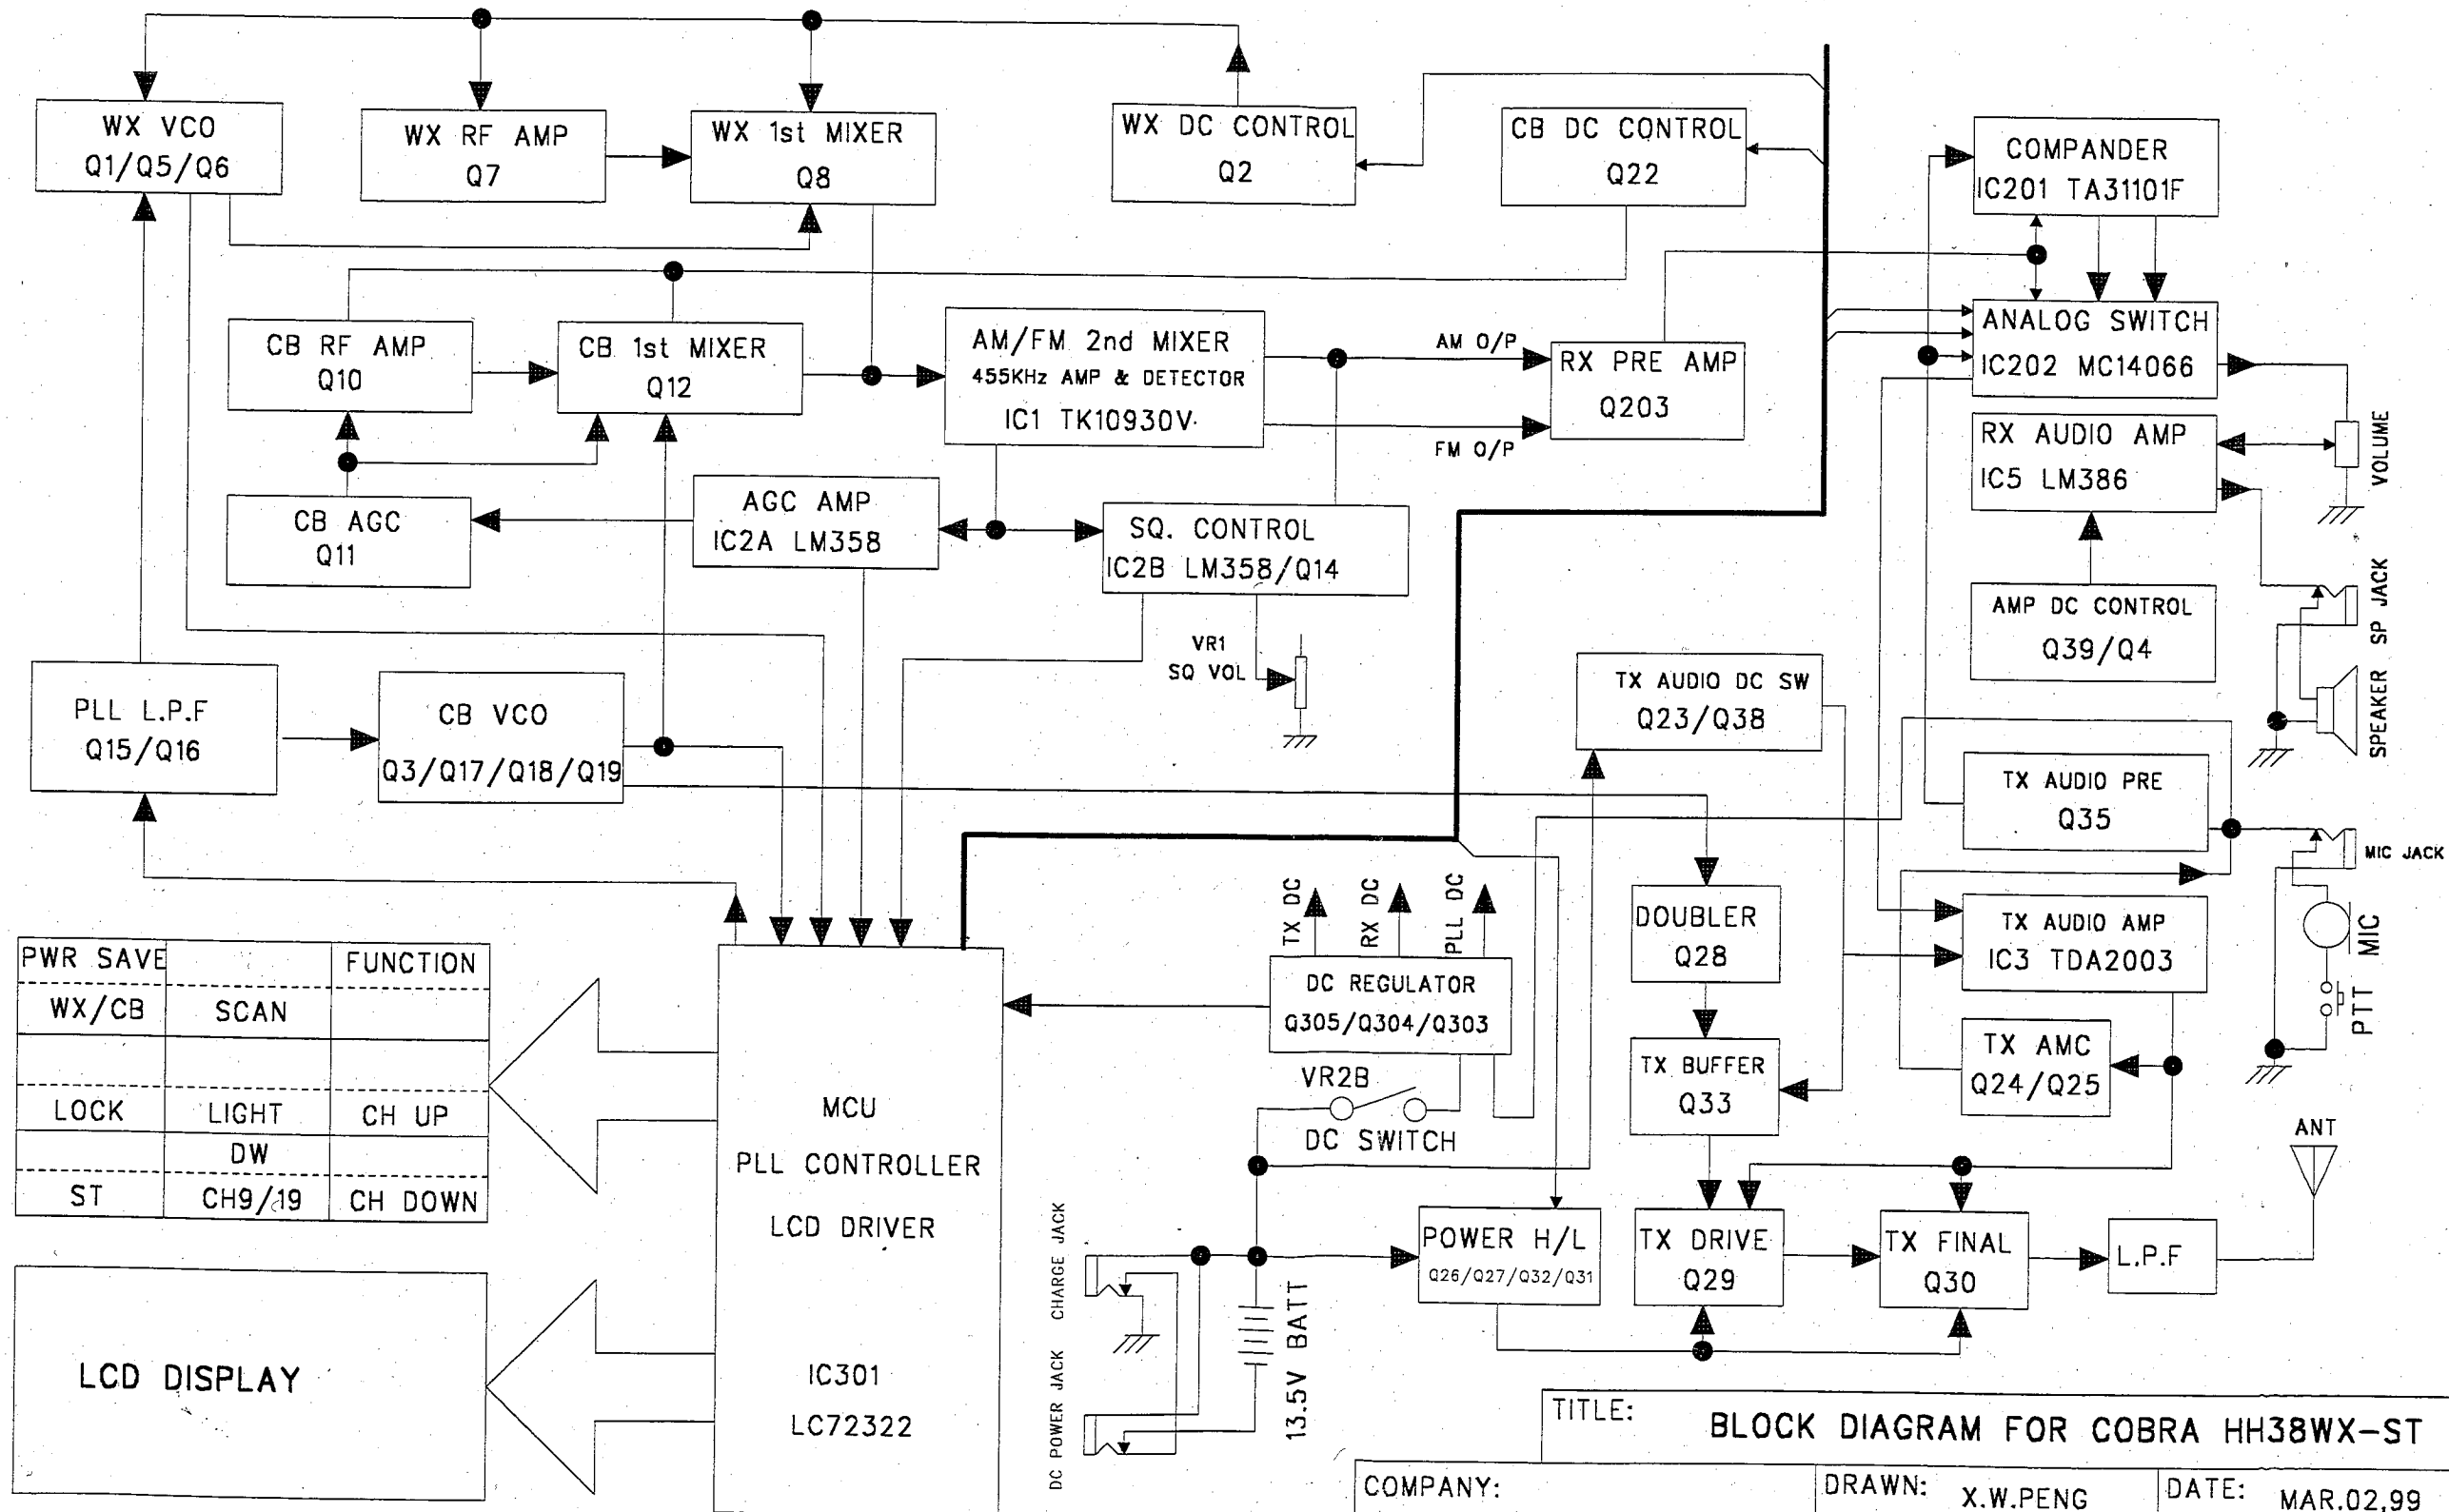 WX VCO
Q1/Q5/Q6
WX RF AMP
Q7
WX 1st MIXER
Q8
WX DC CONTROL
Q2
CB DC CONTROL
Q22
COMPANDER
IC201 TA31101F
CB RF AMP
Q10
CB 1st MIXER
Q12
AM/FM 2nd MIXER
455KHz AMP & DETECTOR
IC1 TK10930V
AM O/P
FM O/P
RX PRE AMP
Q203
ANALOG SWITCH
IC202 MC14066
RX AUDIO AMP
IC5 LM386
VOLUME
CB AGC
Q11
AGC AMP
IC2A LM358
SQ. CONTROL
IC2B LM358/Q14
AMP DC CONTROL
Q39/Q4
SP JACK
SPEAKER
VR1
SQ VOL
PLL L.P.F
Q15/Q16
CB VCO
Q3/Q17/Q18/Q19
TX AUDIO DC SW
Q23/Q38
TX AUDIO PRE
Q35
MIC JACK
MIC
PTT
TX DC
RX DC
PLL DC
DOUBLER
Q28
TX AUDIO AMP
IC3 TDA2003
PWR SAVE
FUNCTION
WX/CB
SCAN
LOCK
LIGHT
CH UP
DW
ST
CH9/19
CH DOWN
MCU
PLL CONTROLLER
LCD DRIVER
IC301
LC72322
DC REGULATOR
Q305/Q304/Q303
VR2B
DC SWITCH
TX BUFFER
Q33
TX AMC
Q24/Q25
ANT
CHARGE JACK
DC POWER JACK
13.5V BATT
POWER H/L
Q26/Q27/Q32/Q31
TX DRIVE
Q29
TX FINAL
Q30
L.P.F
LCD DISPLAY
TITLE:
BLOCK DIAGRAM FOR COBRA HH38WX-ST
COMPANY:
DRAWN: X.W.PENG
DATE: MAR.02,99